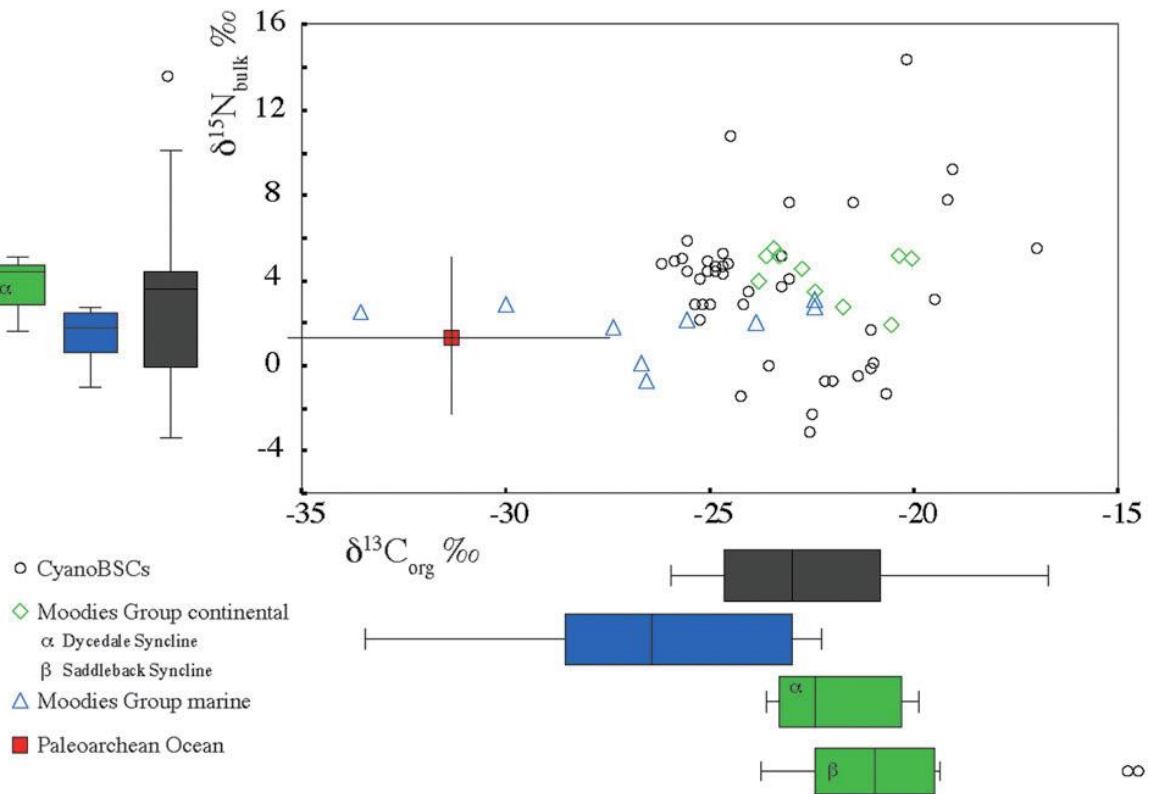 δ15Nbulk ‰
16
12
8
4
0
-4
-35
-30
-25
-20
-15
δ13Corg ‰
α
CyanoBSCs
Moodies Group continental
α Dycedale Syncline
β Saddleback Syncline
Moodies Group marine
Paleoarchean Ocean
α
β